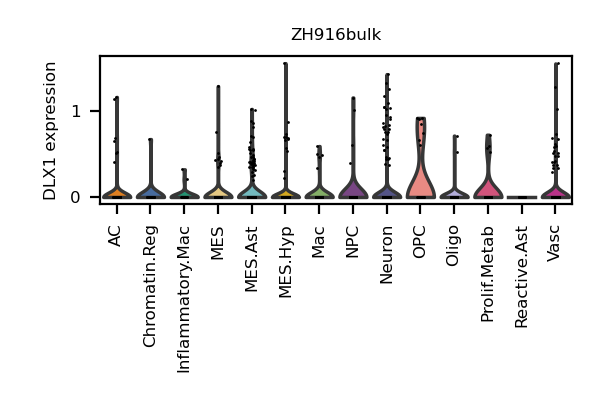 ZH916bulk
DLX1 expression
1
0
AC
Chromatin.Reg
Inflammatory.Mac
MES
MES.Ast
MES.Hyp
Mac
NPC
Neuron
OPC
Oligo
Prolif.Metab
Reactive.Ast
Vasc